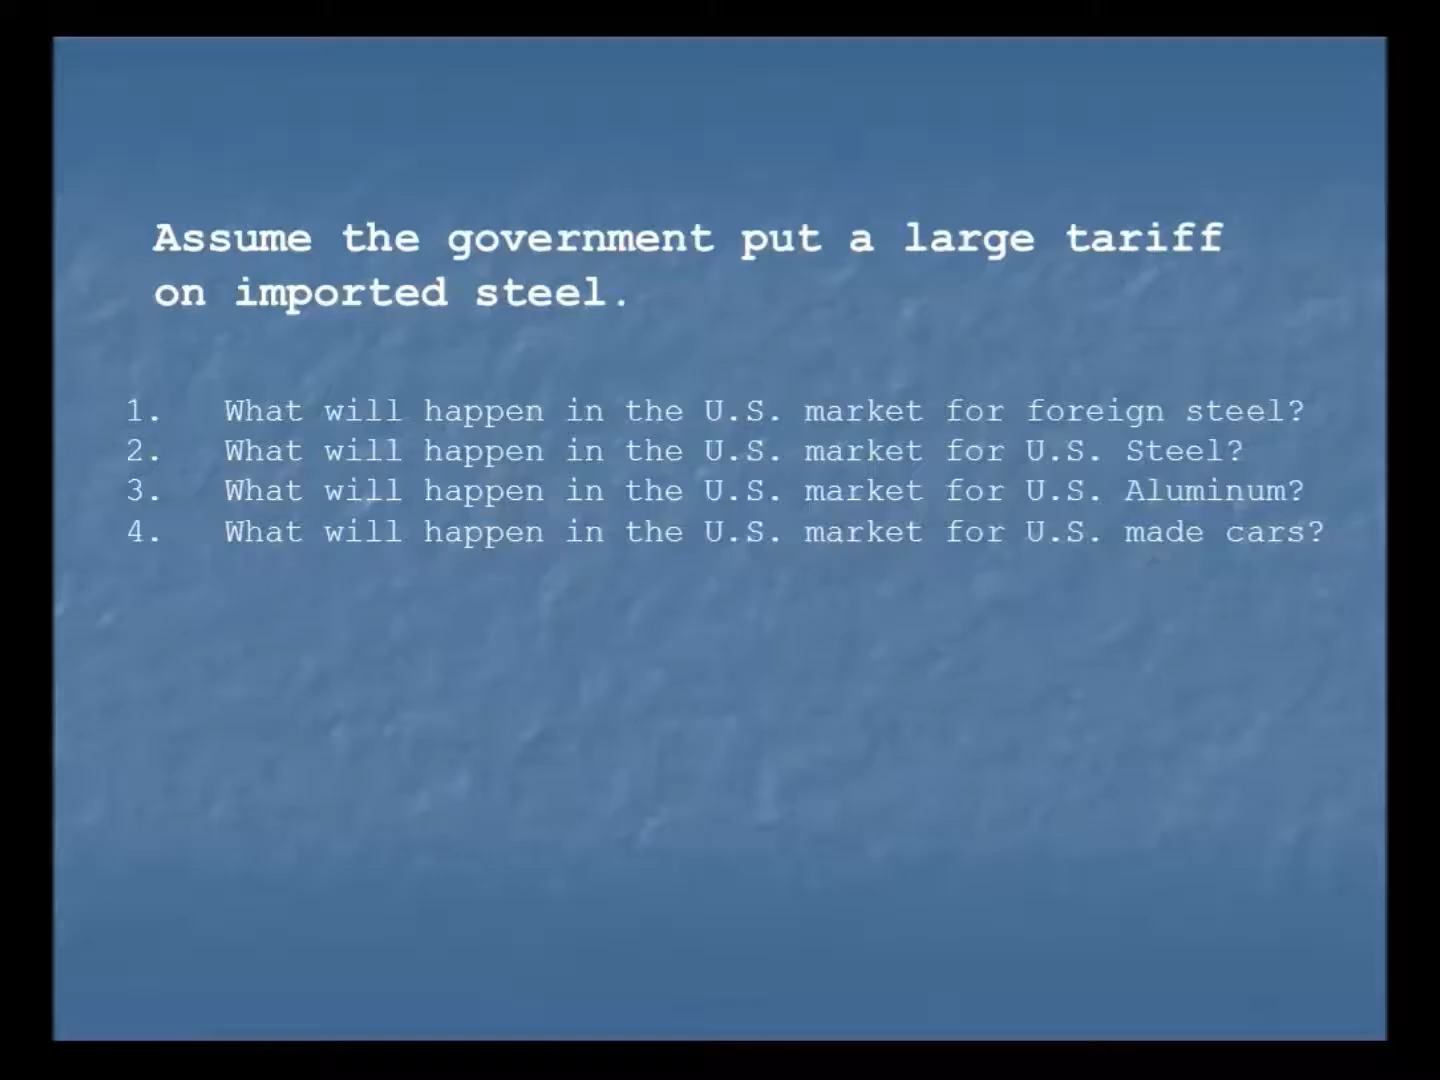 Assume the government put a large tariff
on imported steel.
1. What will happen in the U.S. market for foreign steel?
2. What will happen in the U.S. market for U.S. Steel?
3. What will happen in the U.S. market for U.S. Aluminum?
4. What will happen in the U.S. market for U.S. made cars?